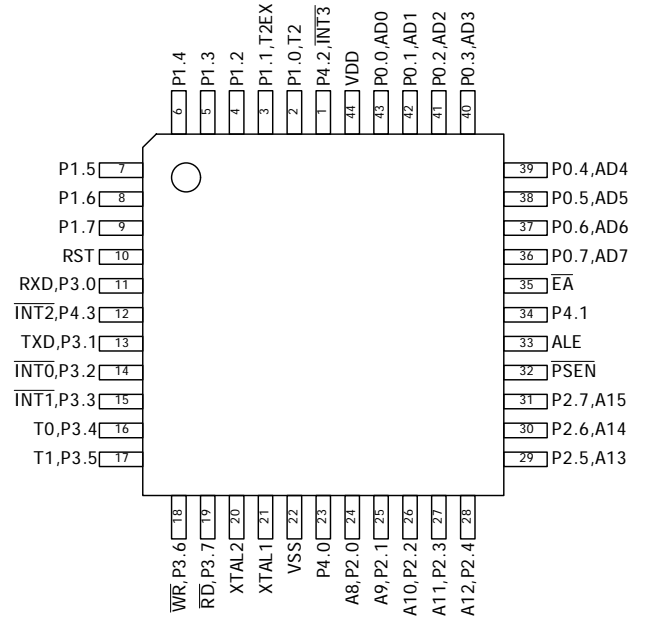 P1.4
P1.3
P1.2
P1.1,T2EX
P1.0,T2
P4.2,INT3
VDD
P0.0,AD0
P0.1,AD1
P0.2,AD2
P0.3,AD3
6
5
4
3
2
1
44
43
42
41
40
P1.5 7
P1.6 8
P1.7 9
RST 10
RXD,P3.0 11
INT2,P4.3 12
TXD,P3.1 13
INT0,P3.2 14
INT1,P3.3 15
T0,P3.4 16
T1,P3.5 17
39 P0.4,AD4
38 P0.5,AD5
37 P0.6,AD6
36 P0.7,AD7
35 EA
34 P4.1
33 ALE
32 PSEN
31 P2.7,A15
30 P2.6,A14
29 P2.5,A13
18
19
20
21
22
23
24
25
26
27
28
WR,P3.6
RD,P3.7
XTAL2
XTAL1
VSS
P4.0
A8,P2.0
A9,P2.1
A10,P2.2
A11,P2.3
A12,P2.4